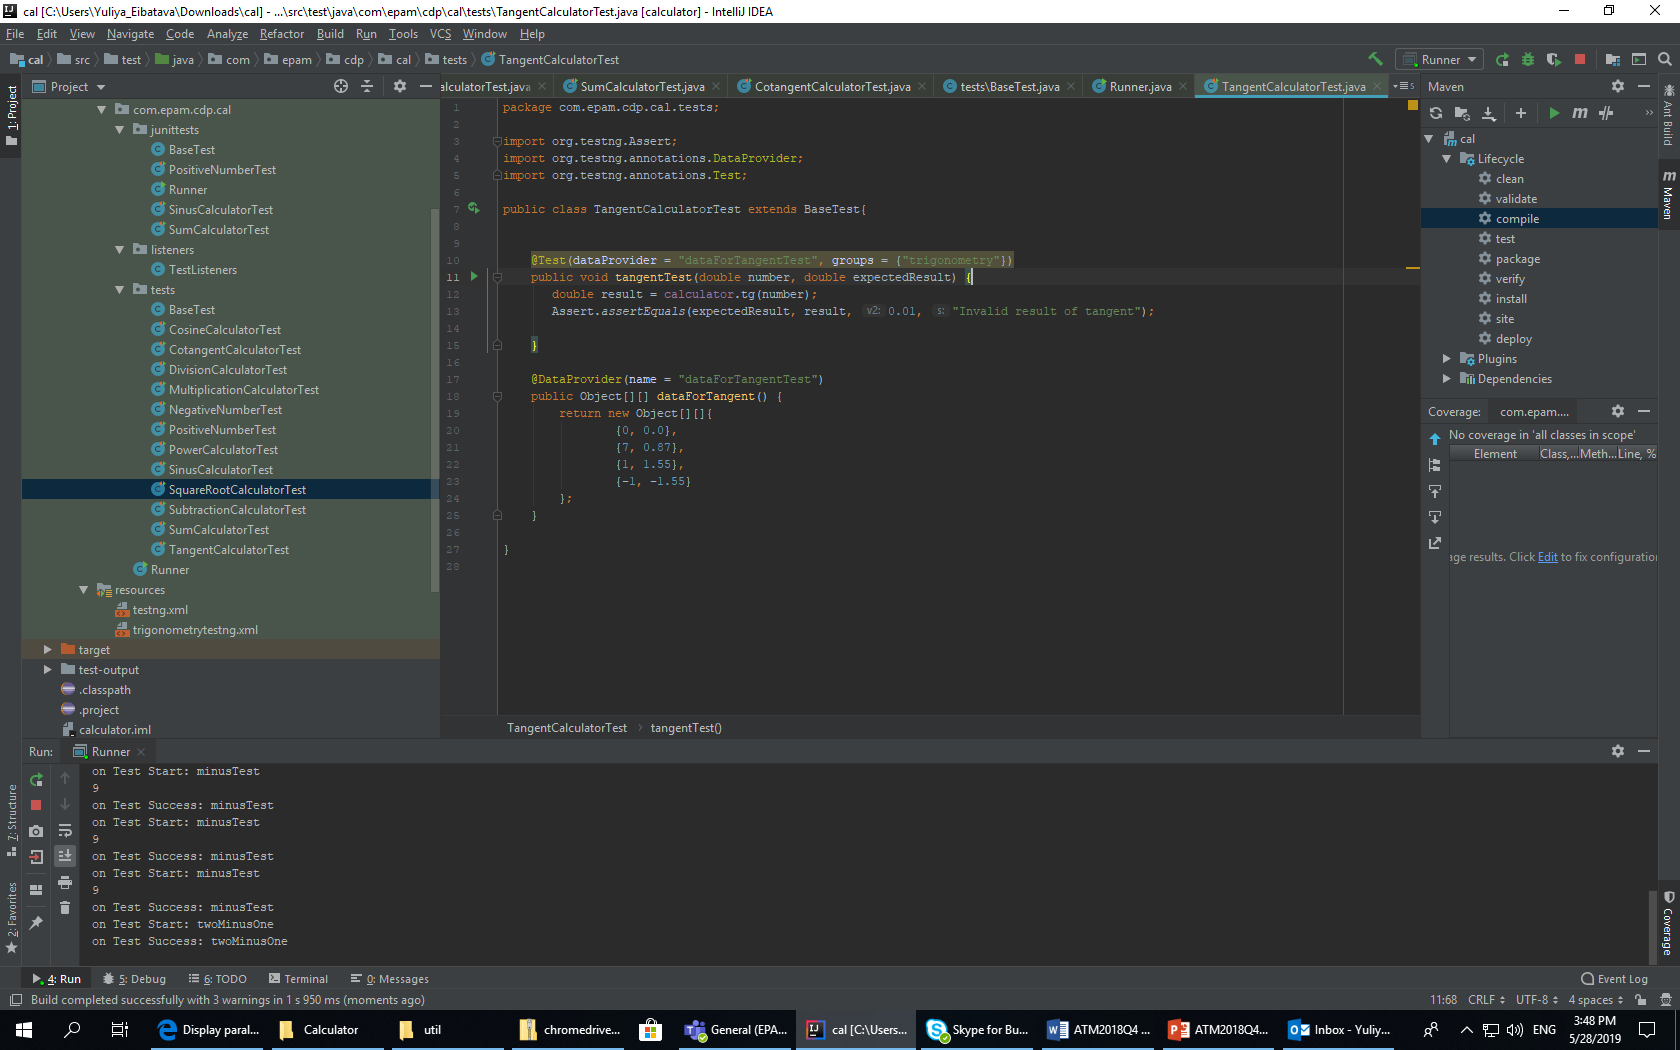 cal [C:\Users\Yuliya_Eibatava\Downloads\cal] - ...\src\test\java\com\epam\cdp\cal\tests\TangentCalculatorTest.java [calculator] - IntelliJ IDEA
File Edit View Navigate Code Analyze Refactor Build Run Tools VCS Window Help
cal src test java com epam cdp cal tests TangentCalculatorTest
Runner
1: Project
Project
com.epam.cdp.cal
junittests
BaseTest
PositiveNumberTest
Runner
SinusCalculatorTest
SumCalculatorTest
listeners
TestListeners
tests
BaseTest
CosineCalculatorTest
CotangentCalculatorTest
DivisionCalculatorTest
MultiplicationCalculatorTest
NegativeNumberTest
PositiveNumberTest
PowerCalculatorTest
SinusCalculatorTest
SquareRootCalculatorTest
SubtractionCalculatorTest
SumCalculatorTest
TangentCalculatorTest
Runner
resources
testng.xml
trigonometrytestng.xml
target
test-output
.classpath
.project
calculator.iml
alculatorTest.java SumCalculatorTest.java CotangentCalculatorTest.java tests\BaseTest.java Runner.java TangentCalculatorTest.java 5
1 package com.epam.cdp.cal.tests;
2
3 import org.testng.Assert;
4 import org.testng.annotations.DataProvider;
5 import org.testng.annotations.Test;
6
7 public class TangentCalculatorTest extends BaseTest{
8
9
10 @Test(dataProvider = "dataForTangentTest", groups = {"trigonometry"})
11 public void tangentTest(double number, double expectedResult) {
12 double result = calculator.tg(number);
13 Assert.assertEquals(expectedResult, result, v2: 0.01, s: "Invalid result of tangent");
14
15 }
16
17 @DataProvider(name = "dataForTangentTest")
18 public Object[][] dataForTangent() {
19 return new Object[][]{
20 {0, 0.0},
21 {7, 0.87},
22 {1, 1.55},
23 {-1, -1.55}
24 };
25 }
26
27 }
28
TangentCalculatorTest tangentTest()
Maven
m
cal
Lifecycle
clean
validate
compile
test
package
verify
install
site
deploy
Plugins
Dependencies
Ant Build
m Maven
Coverage: com.epam....
No coverage in 'all classes in scope'
Element Class,... Meth... Line, %
age results. Click Edit to fix configuration
Coverage
Run: Runner
on Test Start: minusTest
9
on Test Success: minusTest
on Test Start: minusTest
9
on Test Success: minusTest
on Test Start: minusTest
9
on Test Success: minusTest
on Test Start: twoMinusOne
on Test Success: twoMinusOne
7: Structure
2: Favorites
4: Run 5: Debug 6: TODO Terminal 0: Messages Event Log
Build completed successfully with 3 warnings in 1 s 950 ms (moments ago) 11:68 CRLF UTF-8 4 spaces
Display paral... Calculator util chromedrive... General (EPA... cal [C:\Users... Skype for Bu... ATM2018Q4 ... ATM2018Q4... Inbox - Yuliy... ENG 3:48 PM
5/28/2019